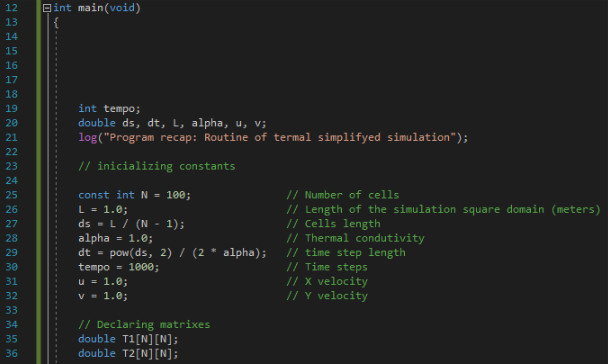 12 int main(void)
13 {
14
15
16
17
18
19 int tempo;
20 double ds, dt, L, alpha, u, v;
21 log("Program recap: Routine of termal simplifyed simulation");
22
23 // inicializing constants
24
25 const int N = 100; // Number of cells
26 L = 1.0; // Length of the simulation square domain (meters)
27 ds = L / (N - 1); // Cells length
28 alpha = 1.0; // Thermal condutivity
29 dt = pow(ds, 2) / (2 * alpha); // time step length
30 tempo = 1000; // Time steps
31 u = 1.0; // X velocity
32 v = 1.0; // Y velocity
33
34 // Declaring matrixes
35 double T1[N][N];
36 double T2[N][N];